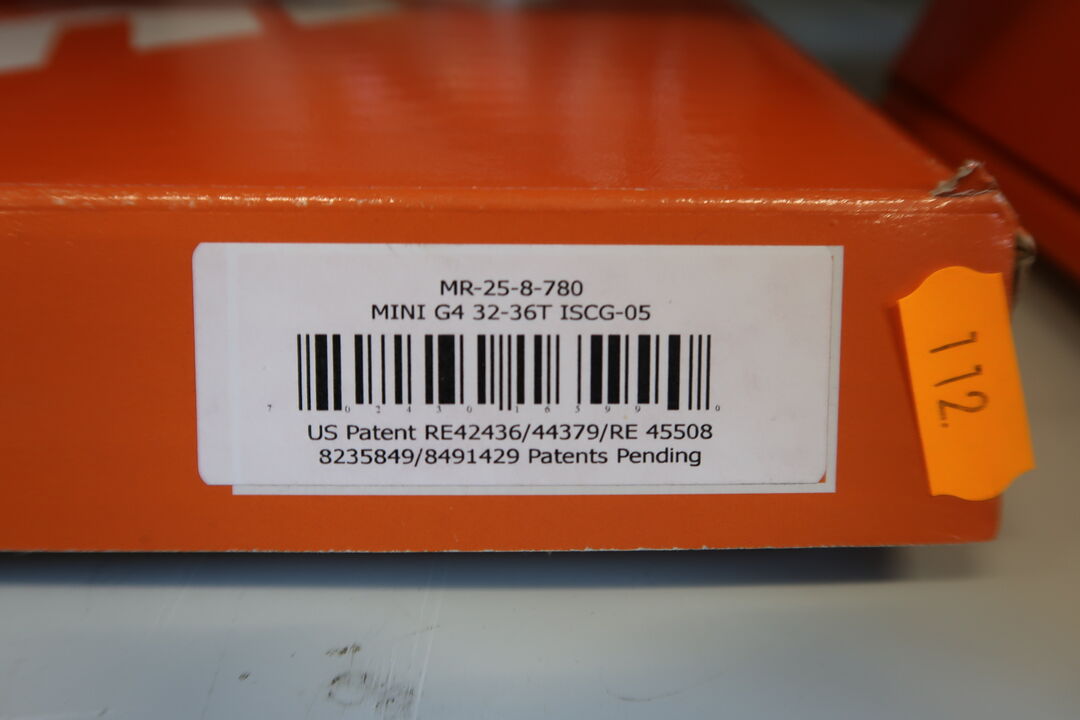 MR-25-8-780
MINI G4 32-36T ISCG-05
7 02430 16599 0
US Patent RE42436/44379/RE 45508
8235849/8491429 Patents Pending
112.